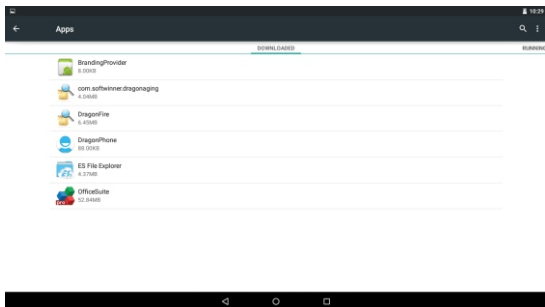 10:29
Apps
DOWNLOADED
RUNNING
BrandingProvider
8.00KB
com.softwinner.dragonaging
4.04MB
DragonFire
6.45MB
DragonPhone
88.00KB
ES File Explorer
4.37MB
OfficeSuite
52.84MB
pro